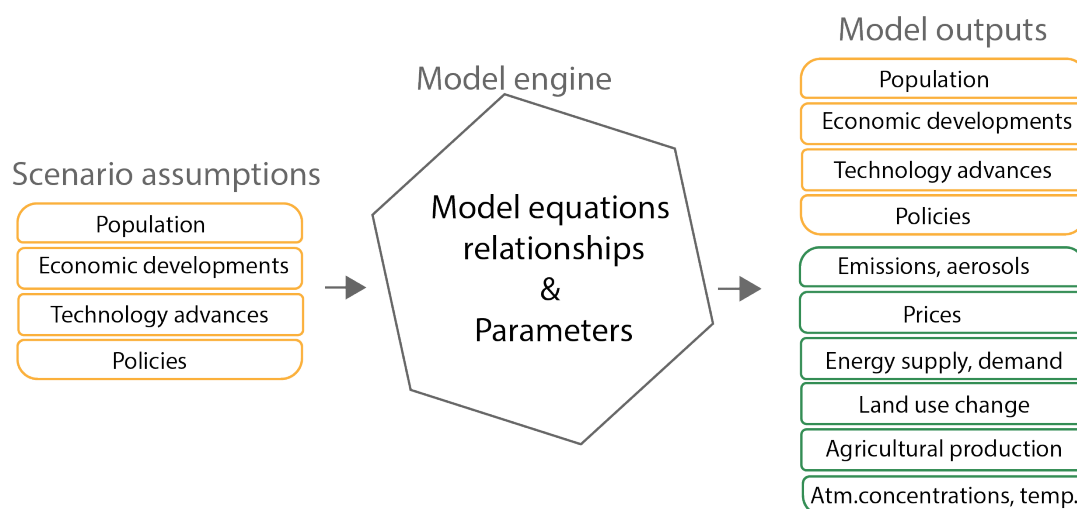 Scenario assumptions
Population
Economic developments
Technology advances
Policies
Model engine
Model equations
relationships
&
Parameters
Model outputs
Population
Economic developments
Technology advances
Policies
Emissions, aerosols
Prices
Energy supply, demand
Land use change
Agricultural production
Atm.concentrations, temp.